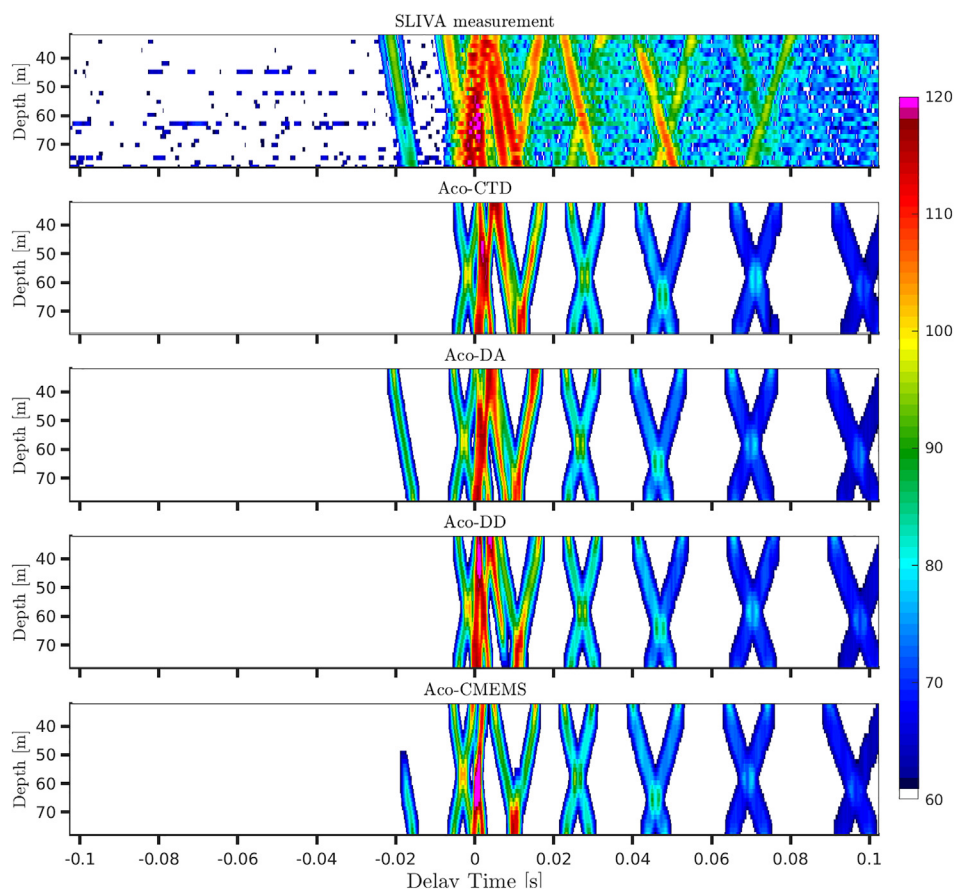 SLIVA measurement
40
50
60
70
Depth [m]
Aco-CTD
40
50
60
70
Depth [m]
Aco-DA
40
50
60
70
Depth [m]
Aco-DD
40
50
60
70
Depth [m]
Aco-CMEMS
40
50
60
70
Depth [m]
-0.1 -0.08 -0.06 -0.04 -0.02 0 0.02 0.04 0.06 0.08 0.1
Delay Time [s]
120
110
100
90
80
70
60